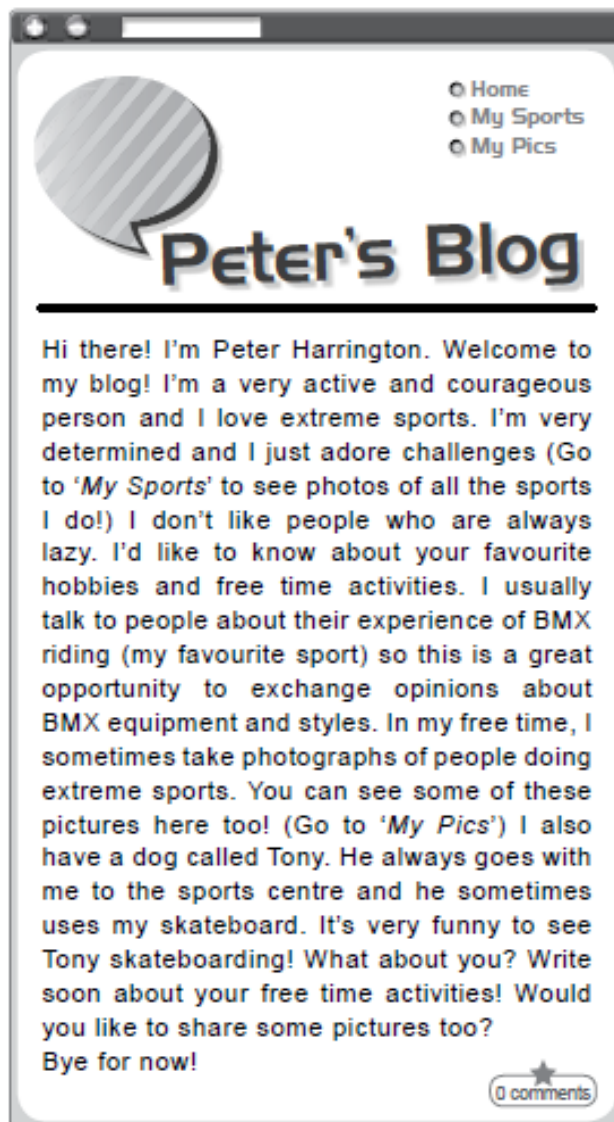 Home
My Sports
My Pics
Peter's Blog
Hi there! I'm Peter Harrington. Welcome to
my blog! I'm a very active and courageous
person and I love extreme sports. I'm very
determined and I just adore challenges (Go
to 'My Sports' to see photos of all the sports
I do!) I don't like people who are always
lazy. I'd like to know about your favourite
hobbies and free time activities. I usually
talk to people about their experience of BMX
riding (my favourite sport) so this is a great
opportunity to exchange opinions about
BMX equipment and styles. In my free time, I
sometimes take photographs of people doing
extreme sports. You can see some of these
pictures here too! (Go to 'My Pics') I also
have a dog called Tony. He always goes with
me to the sports centre and he sometimes
uses my skateboard. It's very funny to see
Tony skateboarding! What about you? Write
soon about your free time activities! Would
you like to share some pictures too?
Bye for now!
0 comments